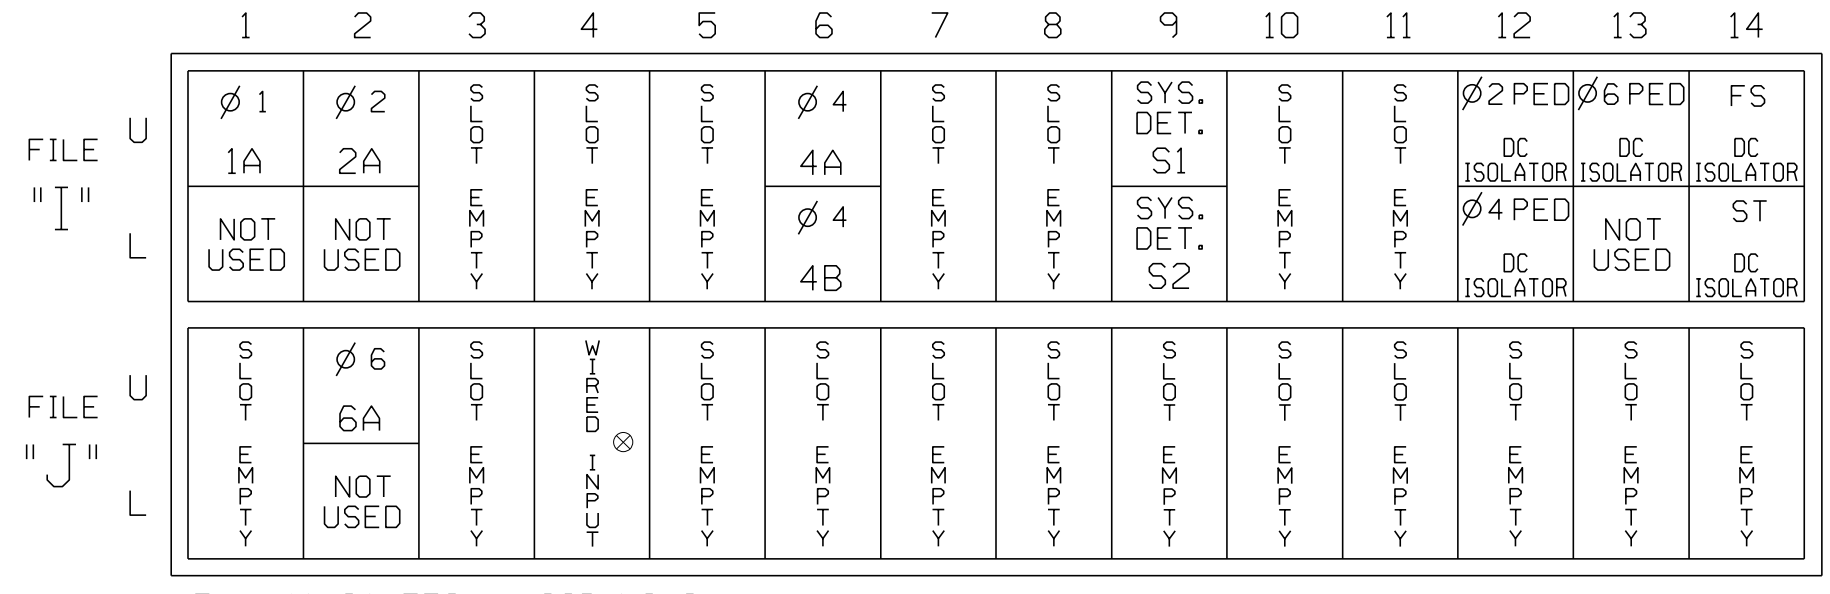 1 2 3 4 5 6 7 8 9 10 11 12 13 14
FILE "I"
U
L
Ø 1
1A
NOT
USED
Ø 2
2A
NOT
USED
SLOT EMPTY
SLOT EMPTY
SLOT EMPTY
Ø 4
4A
Ø 4
4B
SLOT EMPTY
SLOT EMPTY
SYS.
DET.
S1
SYS.
DET.
S2
SLOT EMPTY
SLOT EMPTY
Ø2 PED
DC
ISOLATOR
Ø4 PED
DC
ISOLATOR
Ø6 PED
DC
ISOLATOR
NOT
USED
FS
DC
ISOLATOR
ST
DC
ISOLATOR
FILE "J"
U
L
SLOT EMPTY
Ø 6
6A
NOT
USED
SLOT EMPTY
WIRED INPUT
⊗
SLOT EMPTY
SLOT EMPTY
SLOT EMPTY
SLOT EMPTY
SLOT EMPTY
SLOT EMPTY
SLOT EMPTY
SLOT EMPTY
SLOT EMPTY
SLOT EMPTY